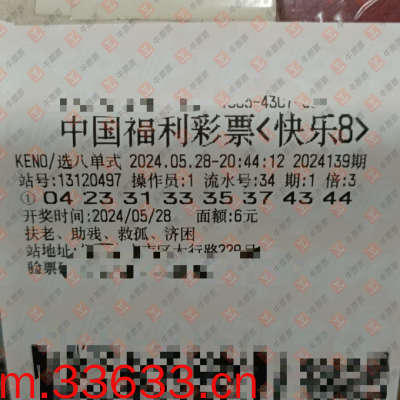 中国福利彩票<快乐8>
KENO/选八单式 2024.05.28-20:44:12 2024139期
站号:13120497 操作员:1 流水号:34 期:1 倍:3
① 04 23 31 33 35 37 43 44
开奖时间:2024/05/28 面额:6元
扶老、助残、救孤、济困
站地址:
验票
m.33633.cn